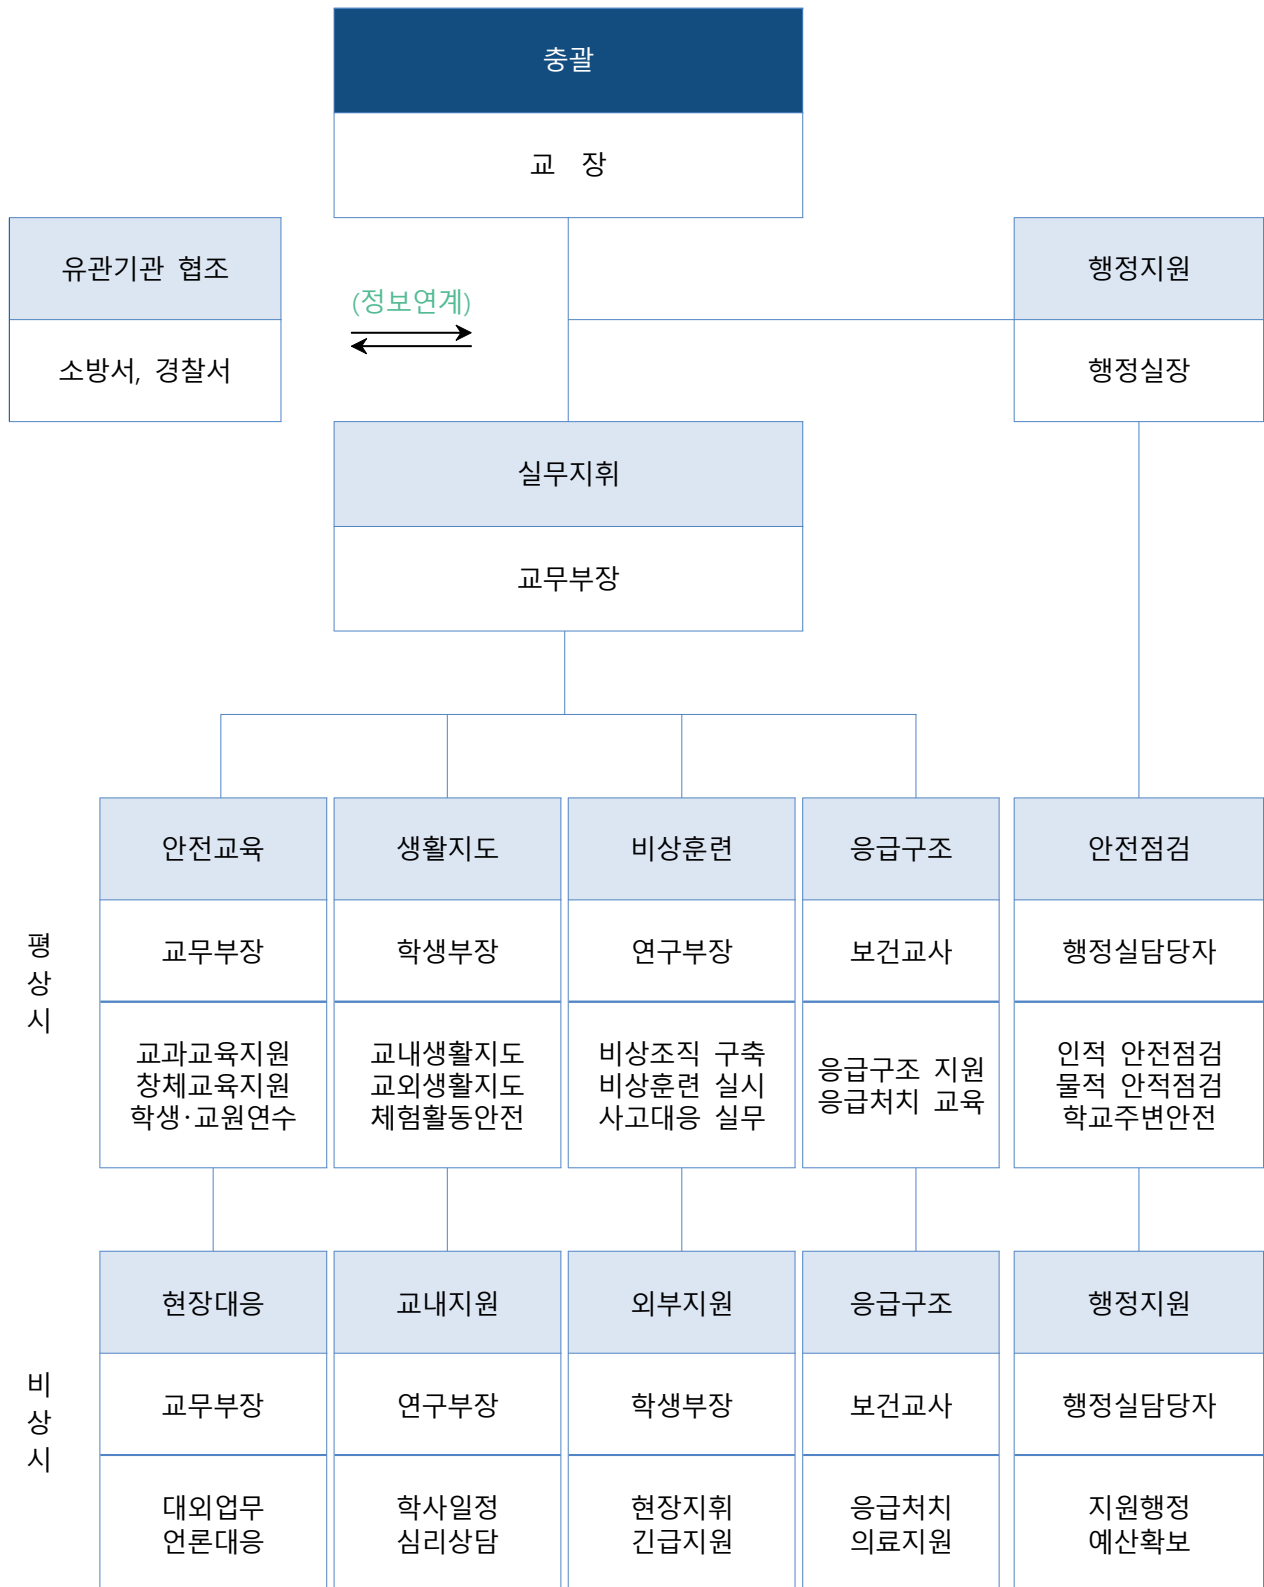 충괄
교 장
유관기관 협조
소방서, 경찰서
(정보연계)
행정지원
행정실장
실무지휘
교무부장
평상시
안전교육
교무부장
교과교육지원
창체교육지원
학생·교원연수
생활지도
학생부장
교내생활지도
교외생활지도
체험활동안전
비상훈련
연구부장
비상조직 구축
비상훈련 실시
사고대응 실무
응급구조
보건교사
응급구조 지원
응급처치 교육
안전점검
행정실담당자
인적 안전점검
물적 안적점검
학교주변안전
비상시
현장대응
교무부장
대외업무
언론대응
교내지원
연구부장
학사일정
심리상담
외부지원
학생부장
현장지휘
긴급지원
응급구조
보건교사
응급처치
의료지원
행정지원
행정실담당자
지원행정
예산확보